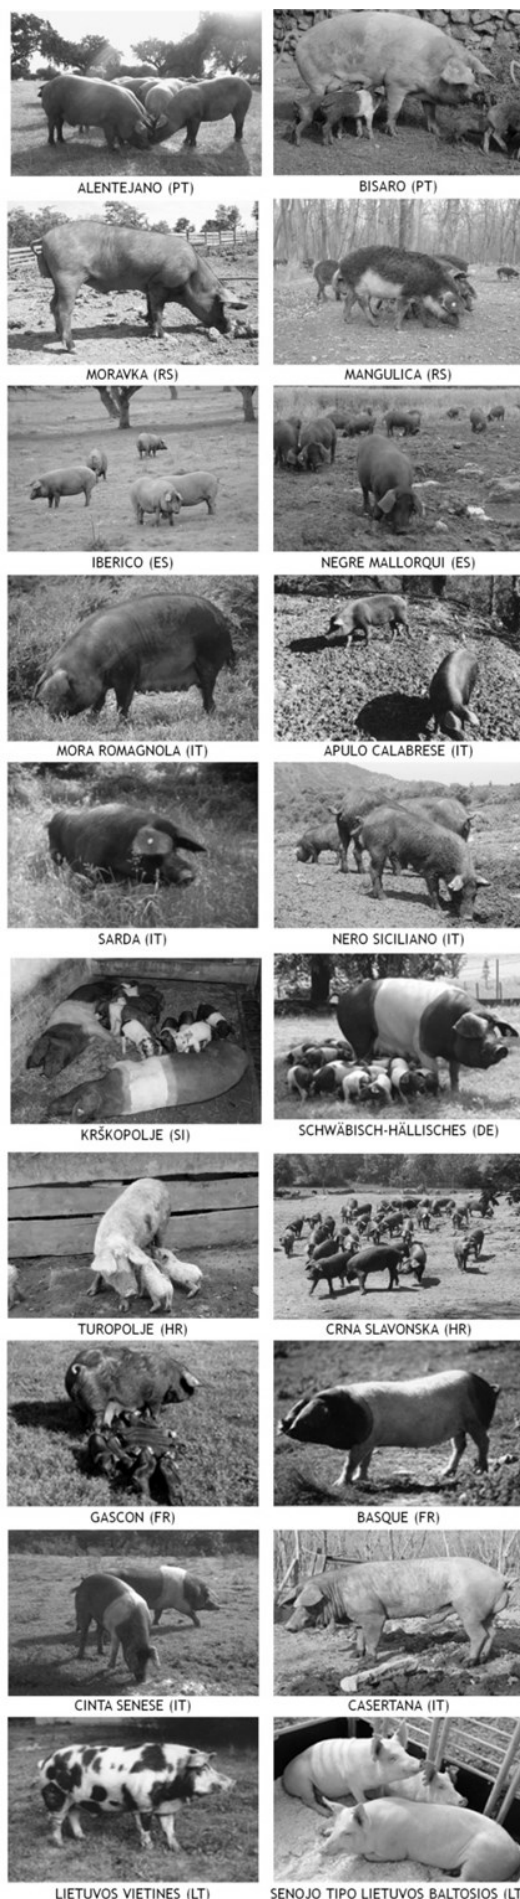 ALENTEJANO (PT)
BISARO (PT)
MORAVKA (RS)
MANGULICA (RS)
IBERICO (ES)
NEGRE MALLORQUI (ES)
MORA ROMAGNOLA (IT)
APULO CALABRESE (IT)
SARDA (IT)
NERO SICILIANO (IT)
KRŠKOPOLJE (SI)
SCHWÄBISCH-HÄLLISCHES (DE)
TUROPOLJE (HR)
CRNA SLAVONSKA (HR)
GASCON (FR)
BASQUE (FR)
CINTA SENESE (IT)
CASERTANA (IT)
LIETUVOS VIETINES (LT)
SENOJO TIPO LIETUVOS BALTOSIOS (LT